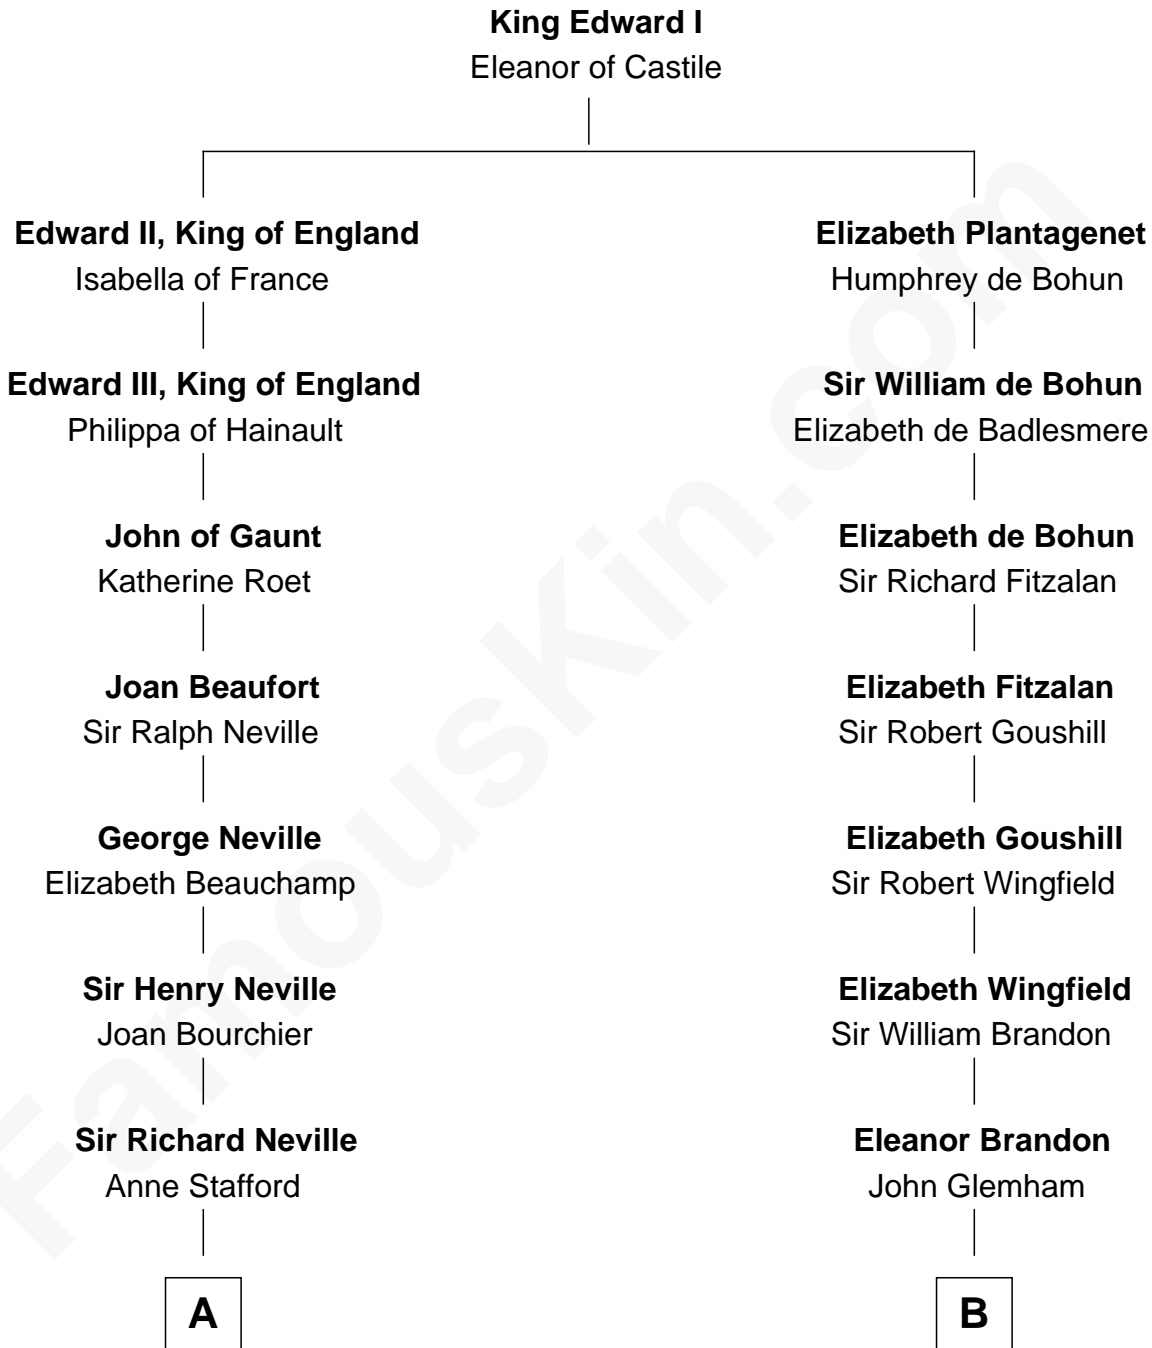 King Edward I
Eleanor of Castile
Edward II, King of England
Isabella of France
Elizabeth Plantagenet
Humphrey de Bohun
Edward III, King of England
Philippa of Hainault
Sir William de Bohun
Elizabeth de Badlesmere
John of Gaunt
Katherine Roet
Elizabeth de Bohun
Sir Richard Fitzalan
Joan Beaufort
Sir Ralph Neville
Elizabeth Fitzalan
Sir Robert Goushill
George Neville
Elizabeth Beauchamp
Elizabeth Goushill
Sir Robert Wingfield
Sir Henry Neville
Joan Bourchier
Elizabeth Wingfield
Sir William Brandon
Sir Richard Neville
Anne Stafford
Eleanor Brandon
John Glemham
A
B
FamousKin.com